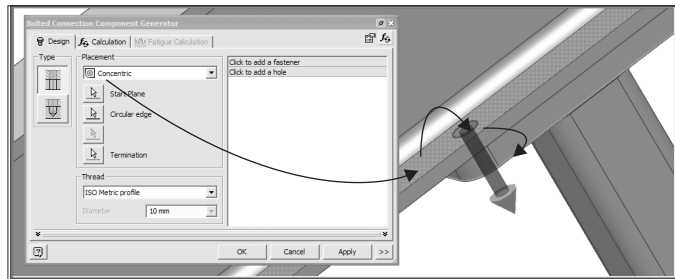 Bolted Connection Component Generator
Design
Calculation
Fatigue Calculation
Type
Placement
Concentric
Start Plane
Circular edge
Termination
Thread
ISO Metric profile
Diameter
10 mm
Click to add a fastener
Click to add a hole
?
OK
Cancel
Apply
>>